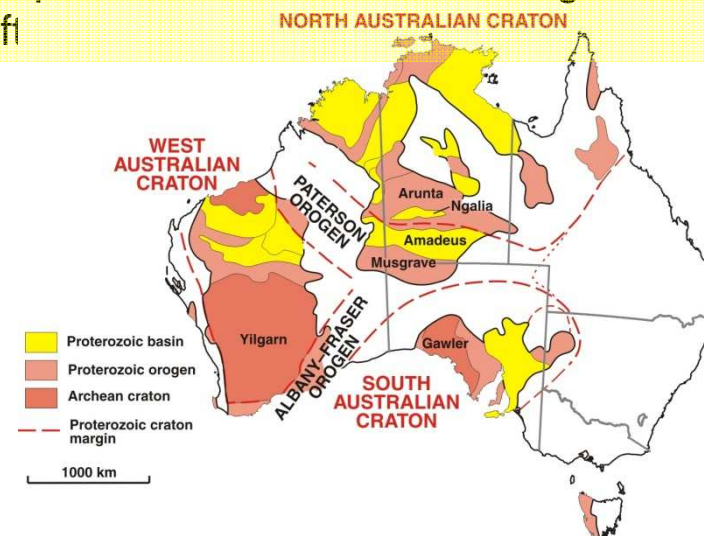 NORTH AUSTRALIAN CRATON
WEST
AUSTRALIAN
CRATON
PATERSON
OROGEN
Arunta
Ngalia
Amadeus
Musgrave
Yilgarn
ALBANY–FRASER
OROGEN
Gawler
SOUTH
AUSTRALIAN
CRATON
Proterozoic basin
Proterozoic orogen
Archean craton
Proterozoic craton
margin
1000 km